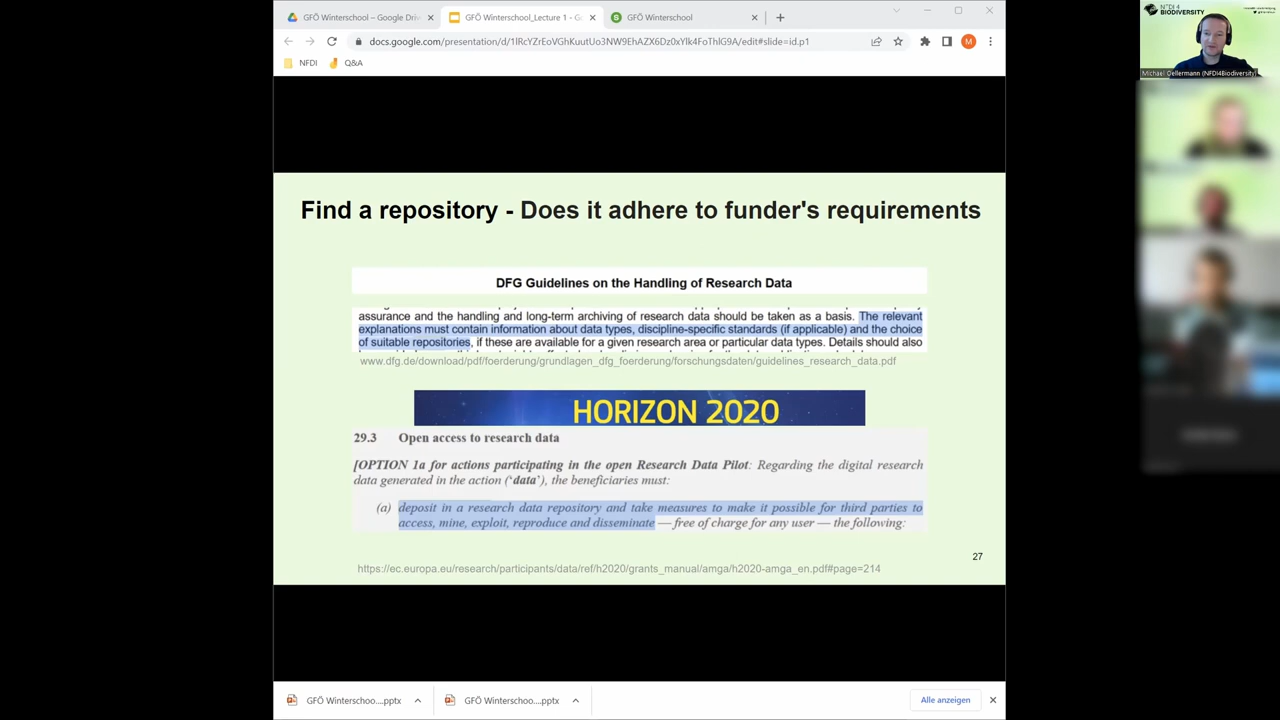 GFÖ Winterschool – Google Driv
GFÖ Winterschool_Lecture 1 - G
GFÖ Winterschool
docs.google.com/presentation/d/1lRcYZrEoVGhKuutUo3NW9EhAZX6Dz0xYlk4FoThlG9A/edit#slide=id.p1
M
NFDI
Q&A
NFDI 4
BIODIVERSITY
Michael Oellermann (NFDI4Biodiversity)
Find a repository - Does it adhere to funder's requirements
DFG Guidelines on the Handling of Research Data
assurance and the handling and long-term archiving of research data should be taken as a basis. The relevant
explanations must contain information about data types, discipline-specific standards (if applicable) and the choice
of suitable repositories, if these are available for a given research area or particular data types. Details should also
www.dfg.de/download/pdf/foerderung/grundlagen_dfg_foerderung/forschungsdaten/guidelines_research_data.pdf
HORIZON 2020
29.3 Open access to research data
[OPTION 1a for actions participating in the open Research Data Pilot: Regarding the digital research
data generated in the action (‘data’), the beneficiaries must:
(a) deposit in a research data repository and take measures to make it possible for third parties to
access, mine, exploit, reproduce and disseminate — free of charge for any user — the following:
27
https://ec.europa.eu/research/participants/data/ref/h2020/grants_manual/amga/h2020-amga_en.pdf#page=214
GFÖ Winterschoo....pptx
GFÖ Winterschoo....pptx
Alle anzeigen